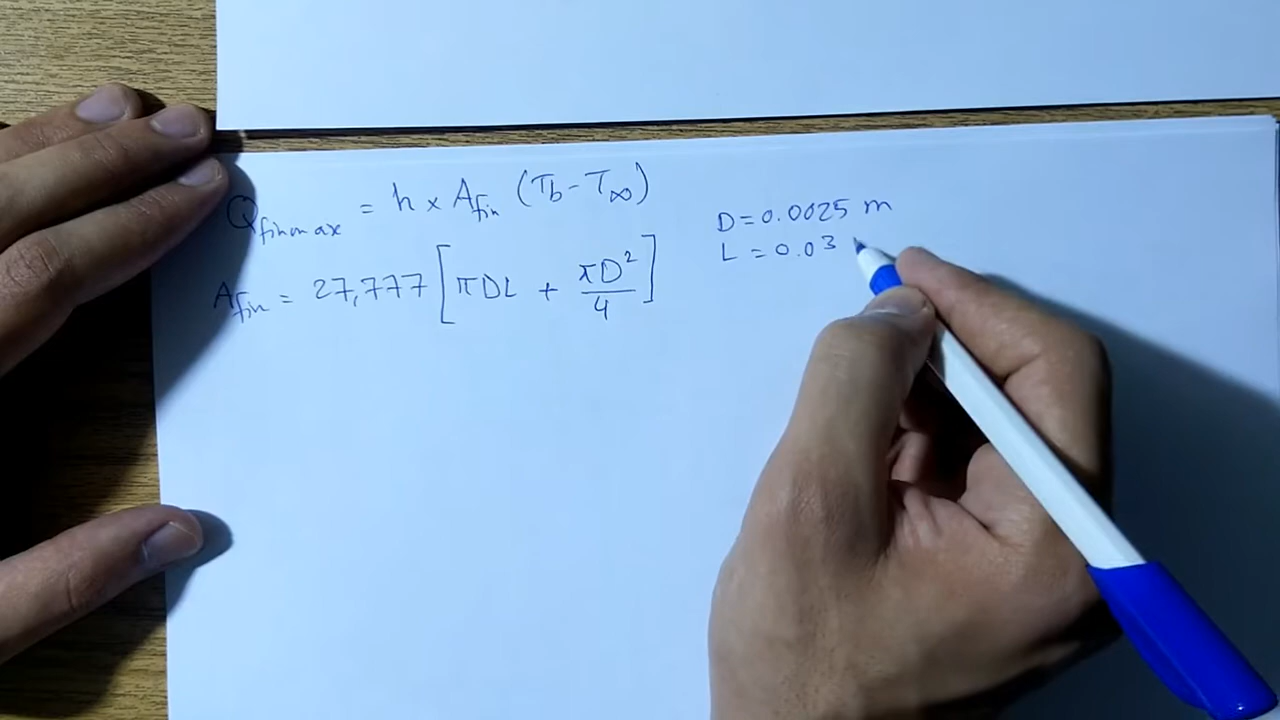 Qfinmax = h × Afin (Tb - T∞)
Afin = 27,777 [πDL + πD²/4]
D = 0.0025 m
L = 0.03